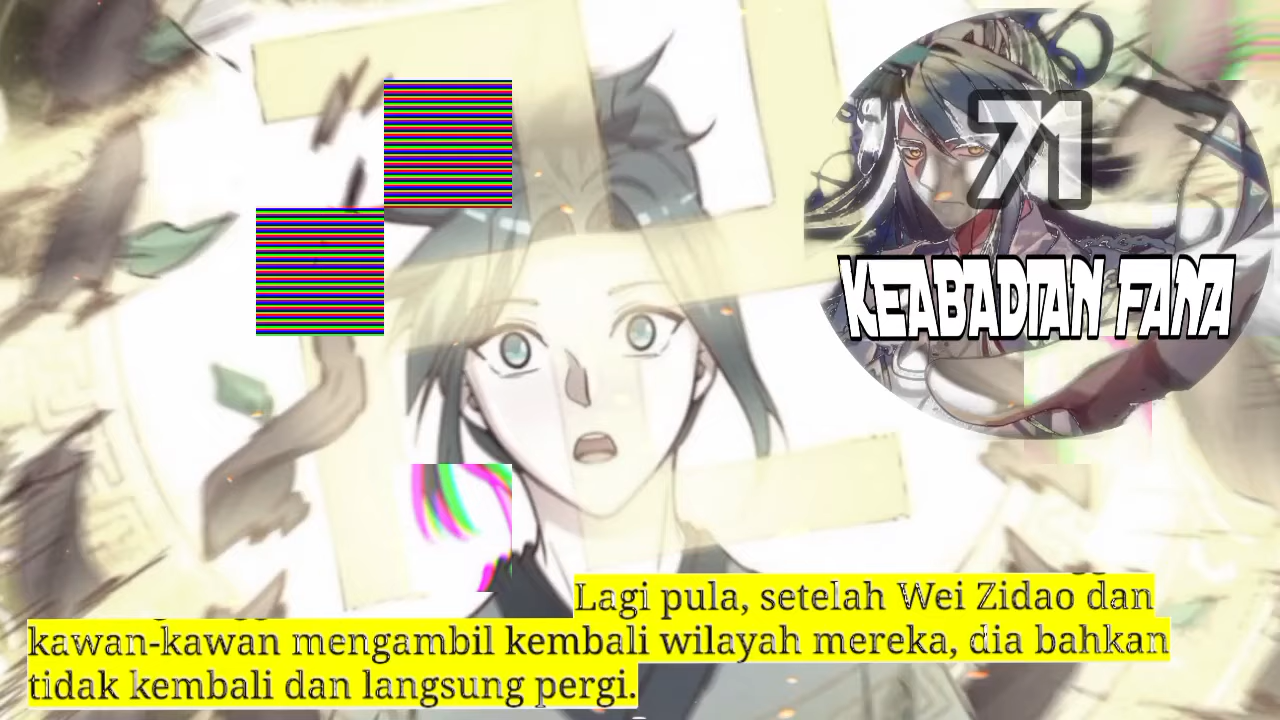 71
KEABADIAN FANA
Lagi pula, setelah Wei Zidao dan
kawan-kawan mengambil kembali wilayah mereka, dia bahkan
tidak kembali dan langsung pergi.